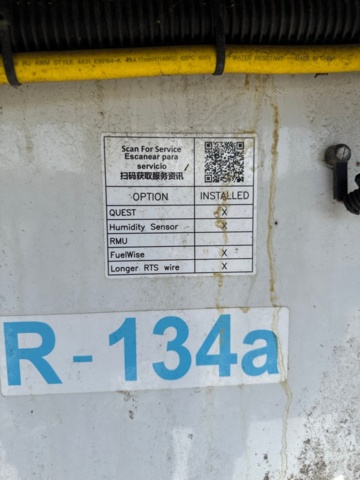 Scan For Service
Escanear para
servicio /
扫码获取服务资讯
OPTION INSTALLED
QUEST X
Humidity Sensor X
RMU
FuelWise X
Longer RTS wire X
R-134a